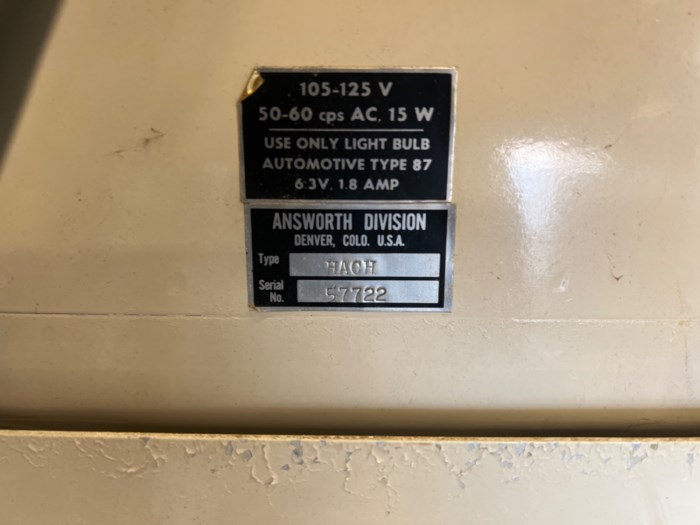 105-125 V
50-60 cps AC, 15 W
USE ONLY LIGHT BULB
AUTOMOTIVE TYPE 87
6.3V. 1.8 AMP
ANSWORTH DIVISION
DENVER, COLO. U.S.A.
Type HACH
Serial No. 57722